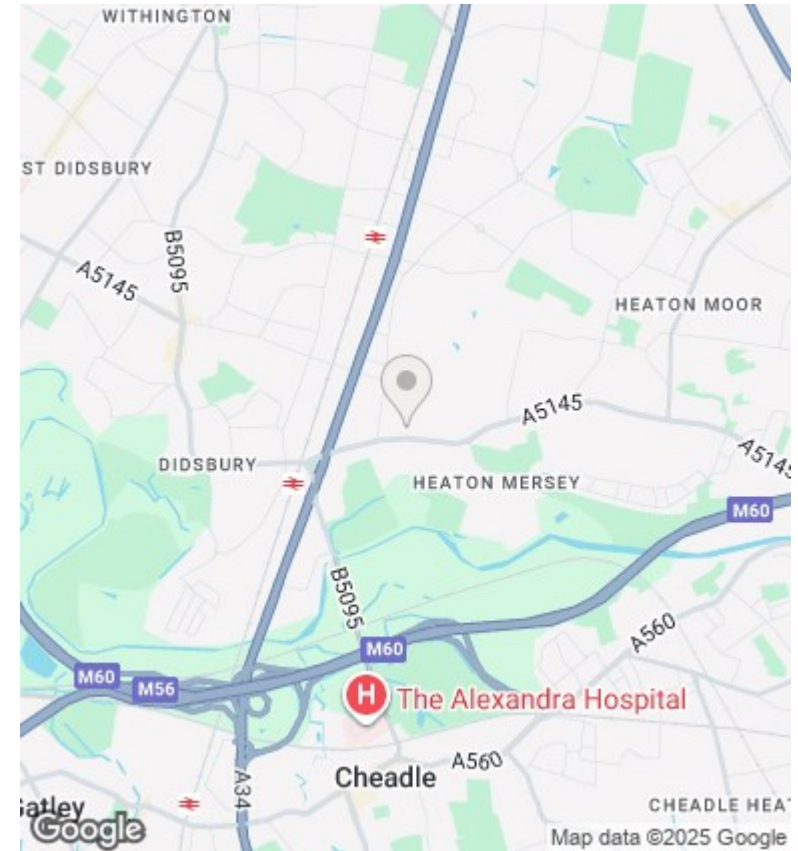 WITHINGTON
ST DIDSBURY
B5095
A5145
HEATON MOOR
A5145
A5145
DIDSBURY
HEATON MERSEY
M60
B5095
A560
M60
M60
M56
H
The Alexandra Hospital
A34
A560
Cheadle
atley
CHEADLE HEAT
Google
Map data ©2025 Google